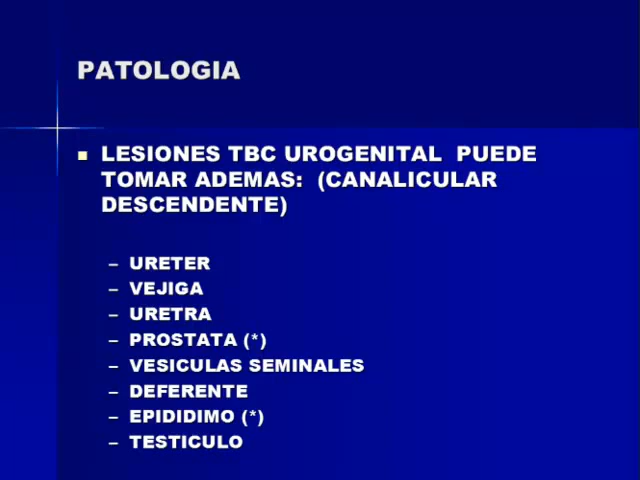 PATOLOGIA
LESIONES TBC UROGENITAL PUEDE
TOMAR ADEMAS: (CANALICULAR
DESCENDENTE)
– URETER
– VEJIGA
– URETRA
– PROSTATA (*)
– VESICULAS SEMINALES
– DEFERENTE
– EPIDIDIMO (*)
– TESTICULO